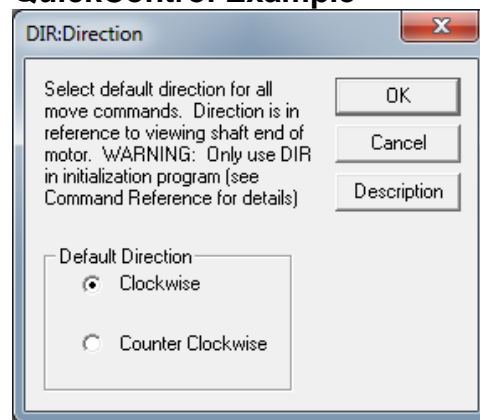 QuickControl Example
DIR:Direction
Select default direction for all
move commands. Direction is in
reference to viewing shaft end of
motor. WARNING: Only use DIR
in initialization program (see
Command Reference for details)
OK
Cancel
Description
Default Direction
Clockwise
Counter Clockwise